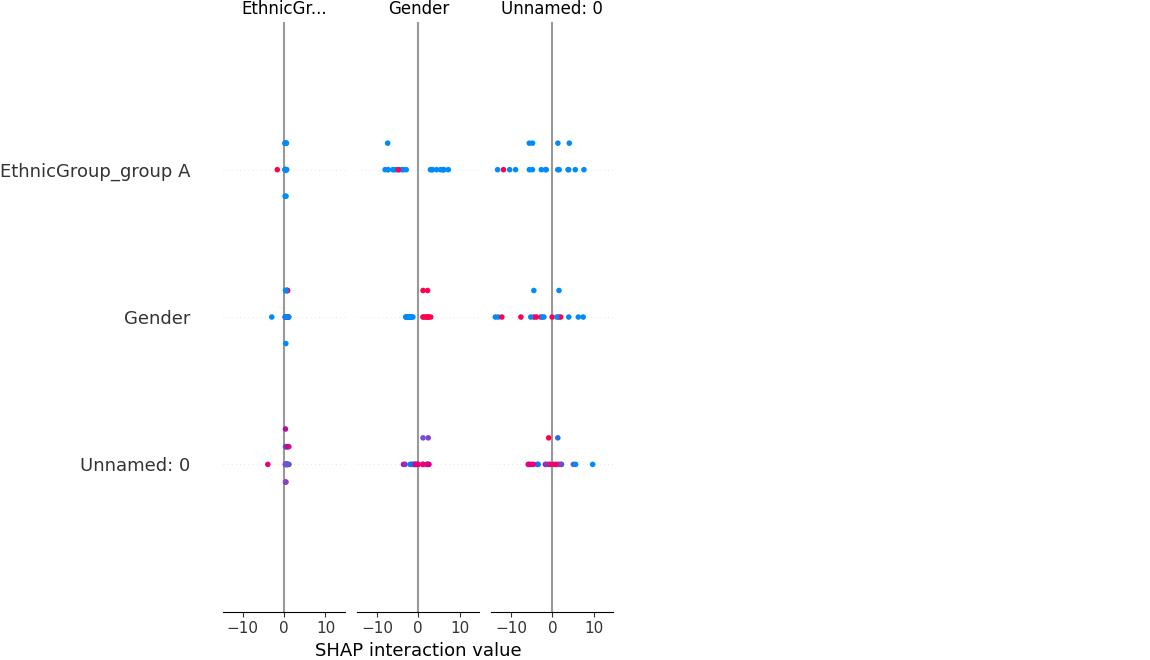 EthnicGr... Gender Unnamed: 0
EthnicGroup_group A
Gender
Unnamed: 0
−10 0 10 −10 0 10 −10 0 10
SHAP interaction value